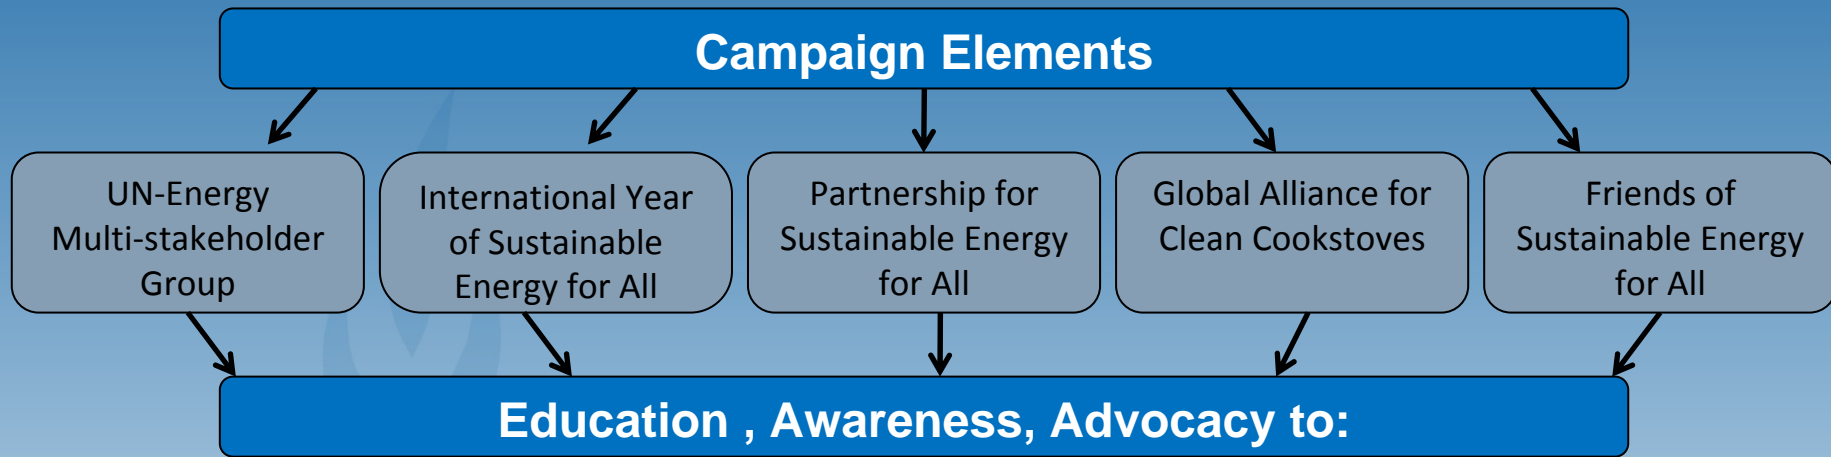 Campaign Elements
UN-Energy
Multi-stakeholder
Group
International Year
of Sustainable
Energy for All
Partnership for
Sustainable Energy
for All
Global Alliance for
Clean Cookstoves
Friends of
Sustainable Energy
for All
Education , Awareness, Advocacy to: